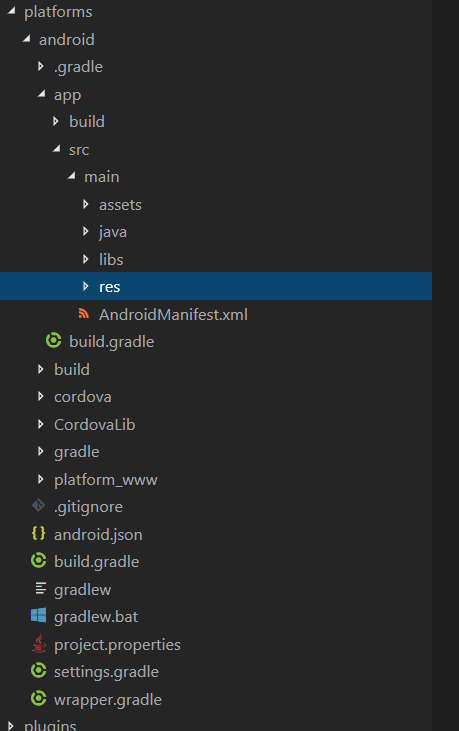 platforms
android
.gradle
app
build
src
main
assets
java
libs
res
AndroidManifest.xml
build.gradle
build
cordova
CordovaLib
gradle
platform_www
.gitignore
android.json
build.gradle
gradlew
gradlew.bat
project.properties
settings.gradle
wrapper.gradle
plugins